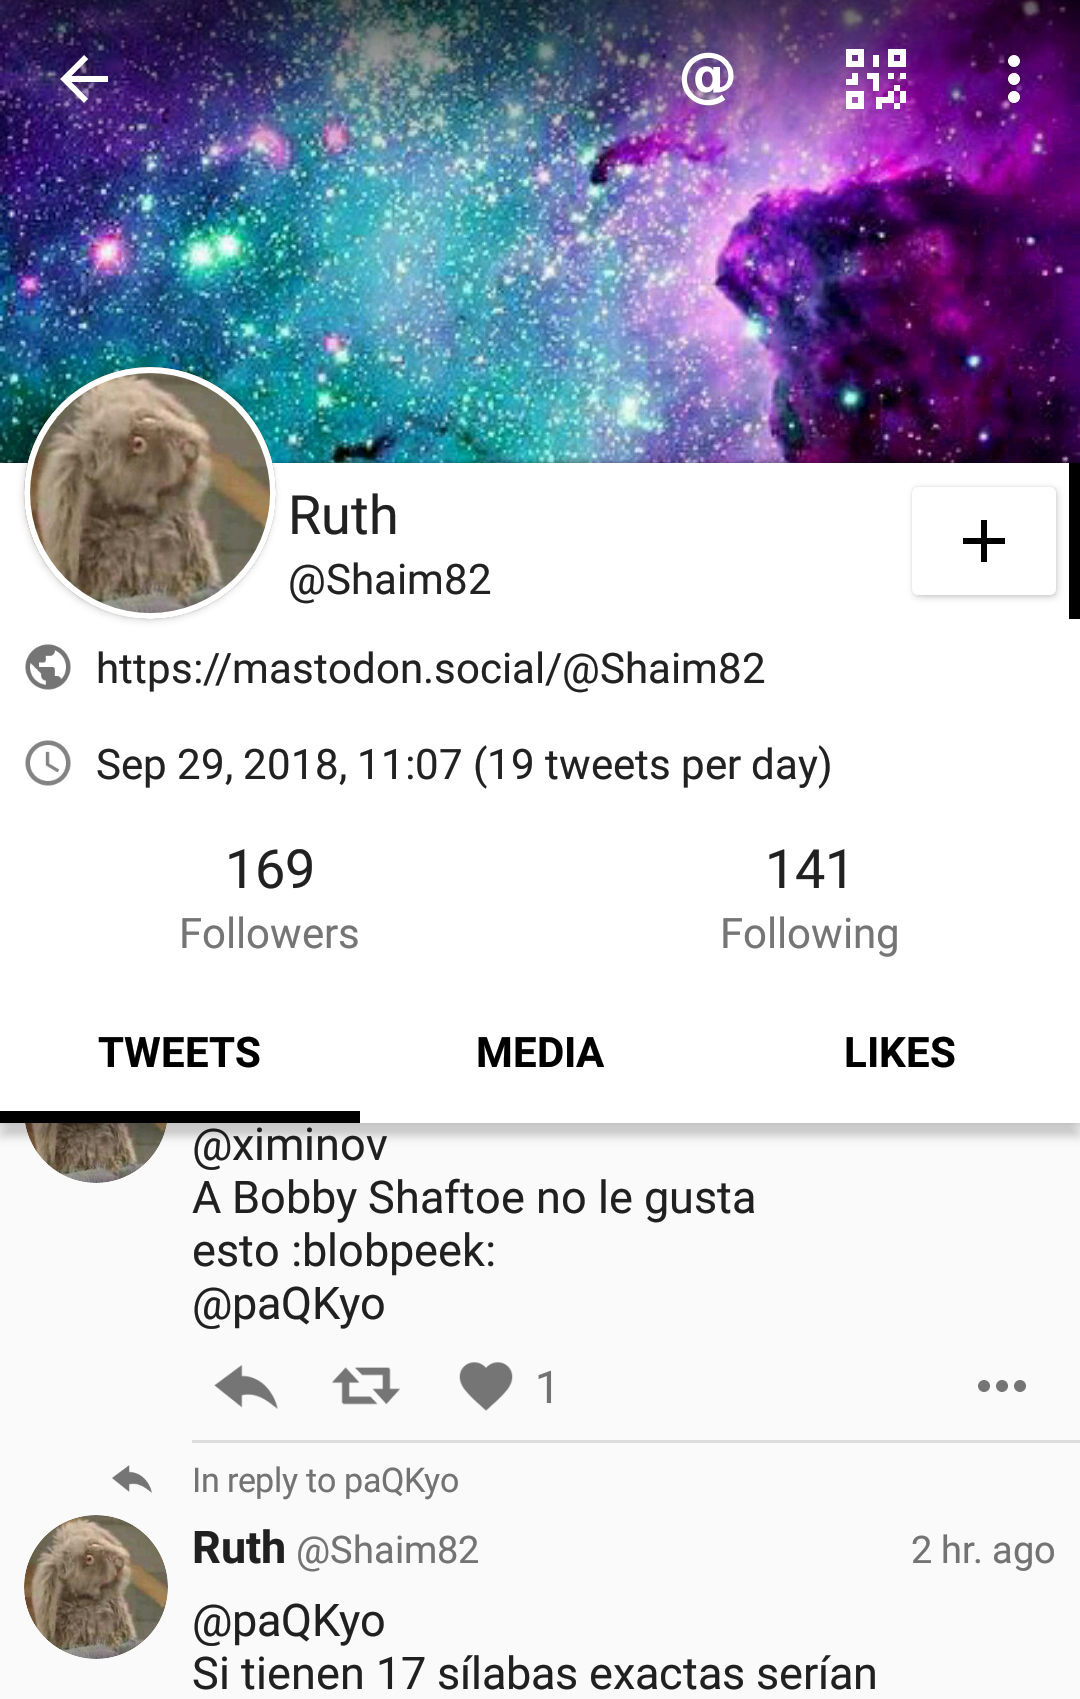 Ruth
@Shaim82
https://mastodon.social/@Shaim82
Sep 29, 2018, 11:07 (19 tweets per day)
169 141
Followers Following
TWEETS MEDIA LIKES
@ximinov
A Bobby Shaftoe no le gusta
esto :blobpeek:
@paQKyo
1
In reply to paQKyo
Ruth @Shaim82 2 hr. ago
@paQKyo
Si tienen 17 sílabas exactas serían